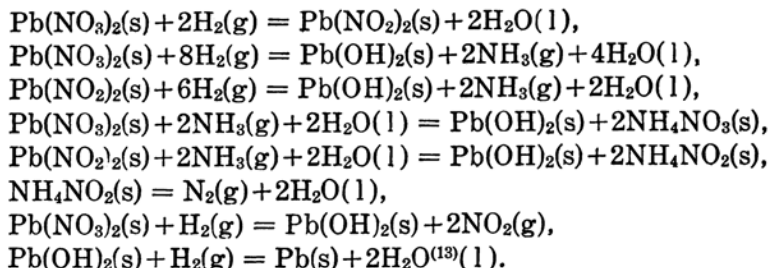 Pb(NO₃)₂(s)+2H₂(g) = Pb(NO₂)₂(s)+2H₂O(l),
Pb(NO₃)₂(s)+8H₂(g) = Pb(OH)₂(s)+2NH₃(g)+4H₂O(l),
Pb(NO₂)₂(s)+6H₂(g) = Pb(OH)₂(s)+2NH₃(g)+2H₂O(l),
Pb(NO₃)₂(s)+2NH₃(g)+2H₂O(l) = Pb(OH)₂(s)+2NH₄NO₃(s),
Pb(NO₂)₂(s)+2NH₃(g)+2H₂O(l) = Pb(OH)₂(s)+2NH₄NO₂(s),
NH₄NO₂(s) = N₂(g)+2H₂O(l),
Pb(NO₃)₂(s)+H₂(g) = Pb(OH)₂(s)+2NO₂(g),
Pb(OH)₂(s)+H₂(g) = Pb(s)+2H₂O⁽¹³⁾(l).